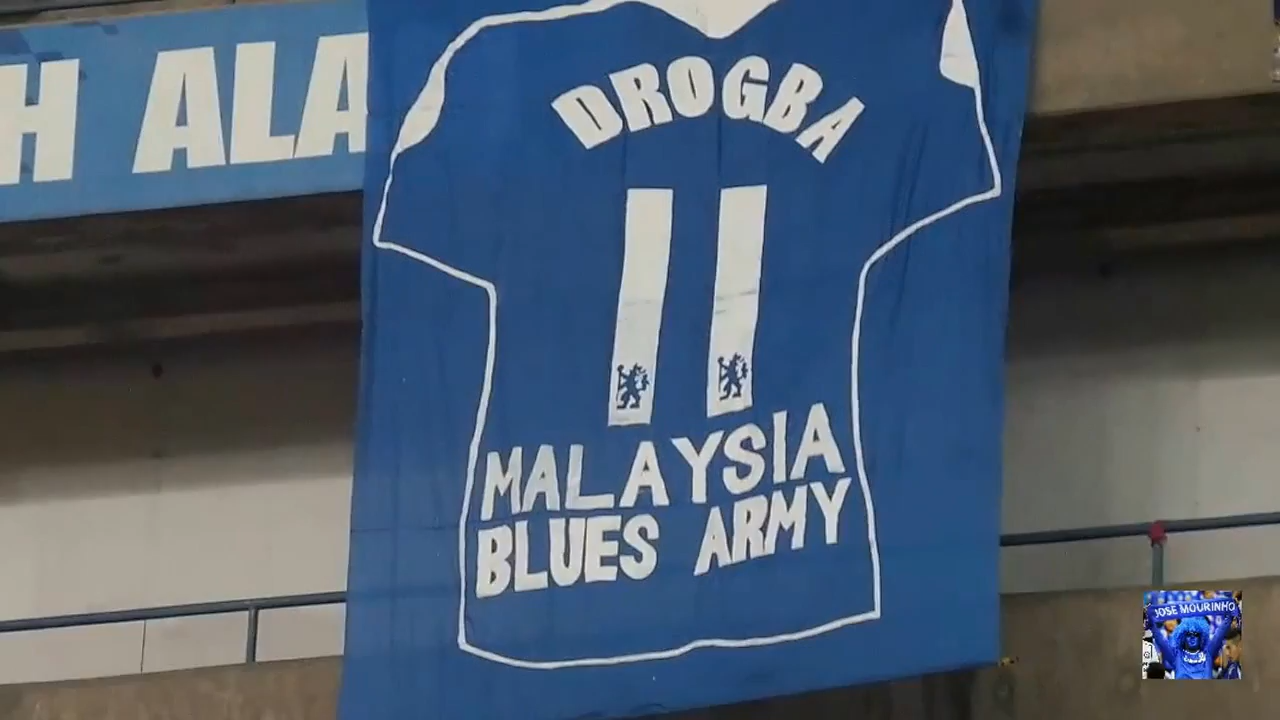 H ALA
DROGBA
11
MALAYSIA
BLUES ARMY
JOSE MOURINHO